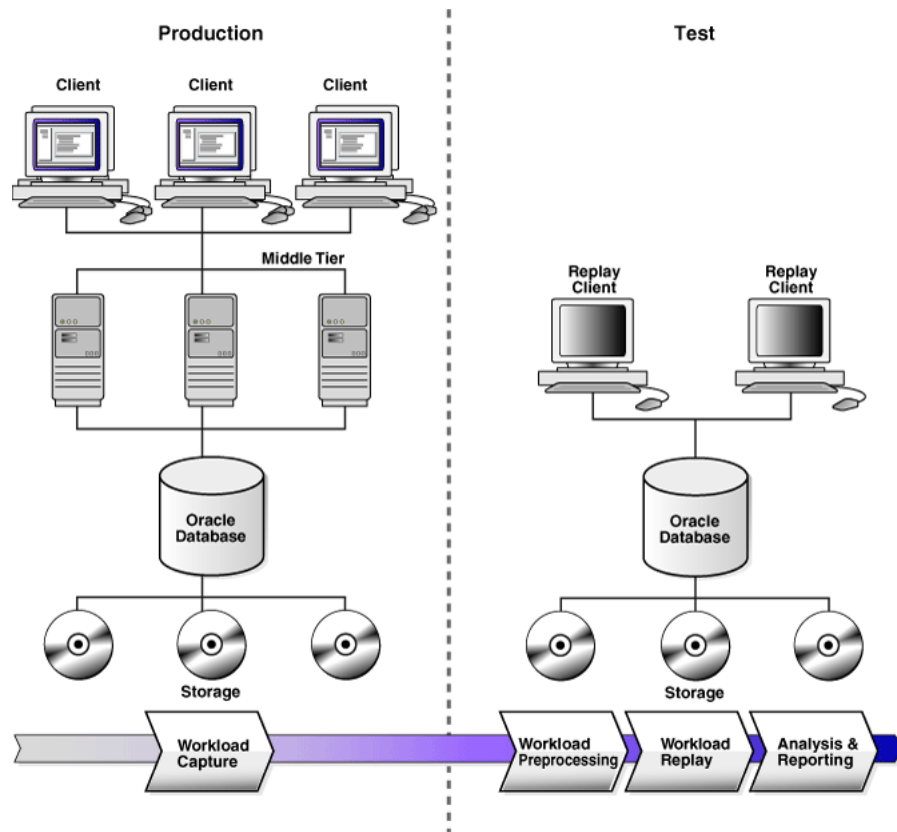 Production
Test
Client
Client
Client
Middle Tier
Replay
Client
Replay
Client
Oracle
Database
Oracle
Database
Storage
Storage
Workload
Capture
Workload
Preprocessing
Workload
Replay
Analysis &
Reporting